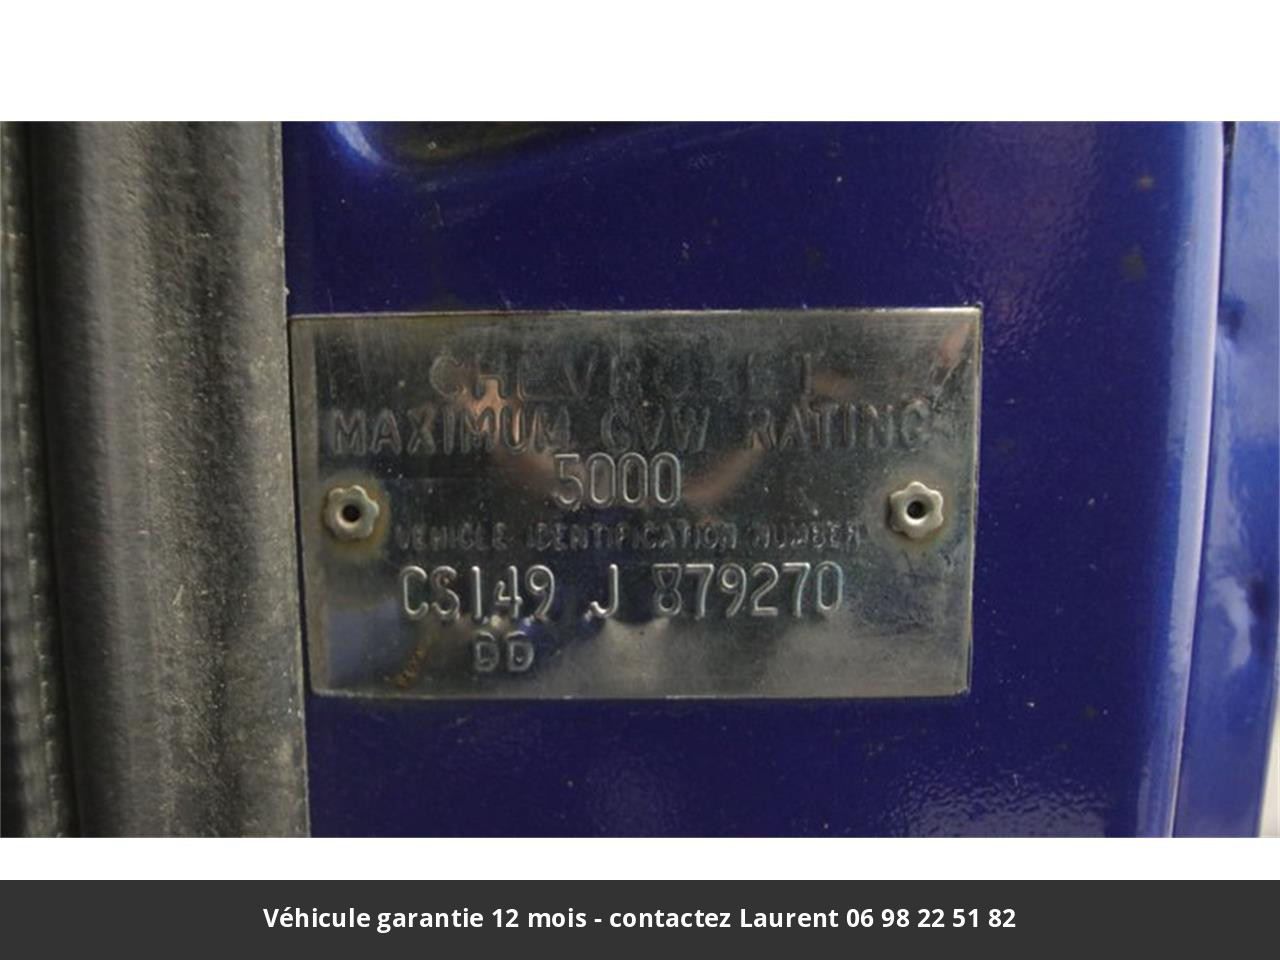 CHEVROLET
MAXIMUM GVW RATING
5000
VEHICLE IDENTIFICATION NUMBER
CS149 J 879270
DD
Véhicule garantie 12 mois - contactez Laurent 06 98 22 51 82